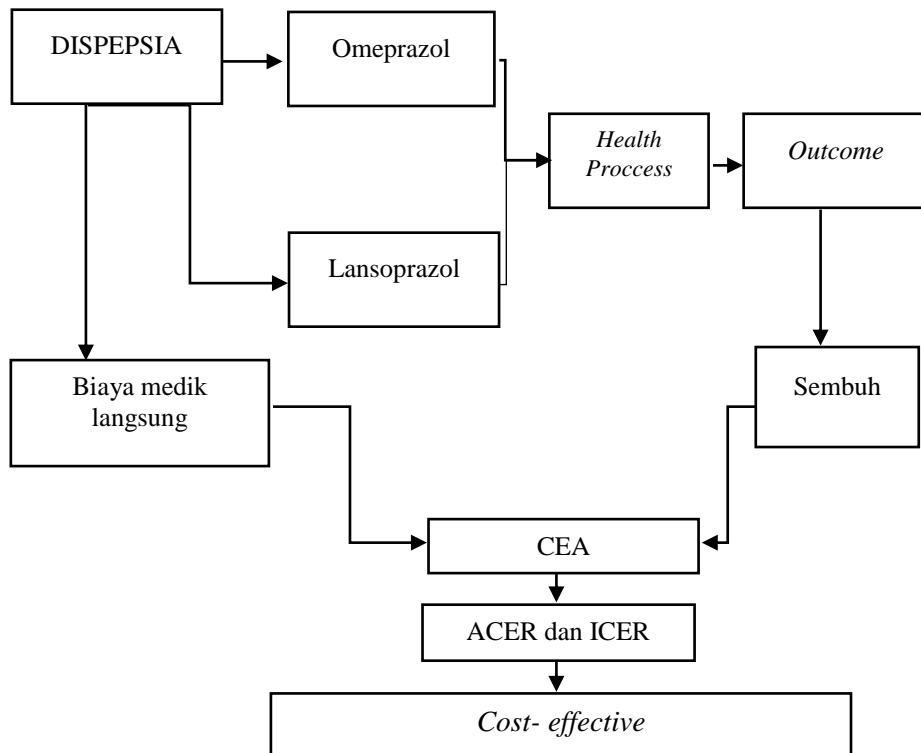 DISPEPSIA
Omeprazol
Health
Proccess
Outcome
Lansoprazol
Biaya medik
langsung
Sembuh
CEA
ACER dan ICER
Cost- effective